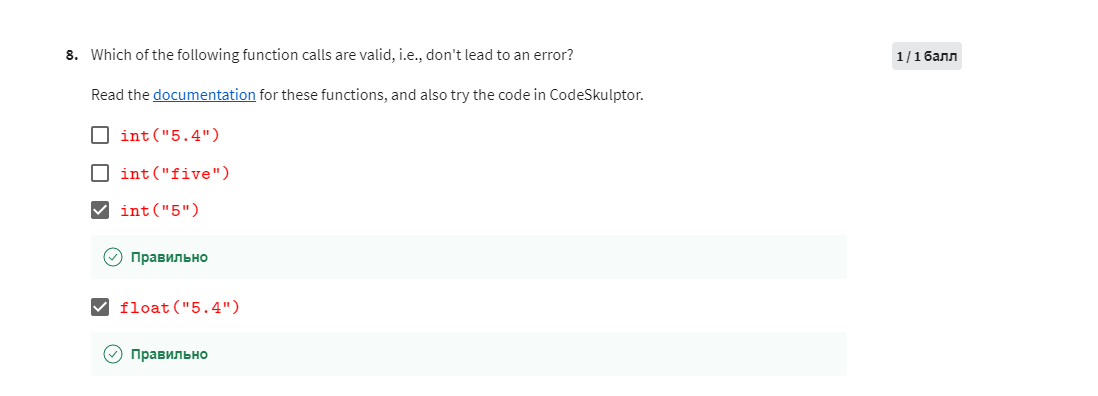 8. Which of the following function calls are valid, i.e., don't lead to an error?
1 / 1 балл
Read the documentation for these functions, and also try the code in CodeSkulptor.
int("5.4")
int("five")
int("5")
Правильно
float("5.4")
Правильно